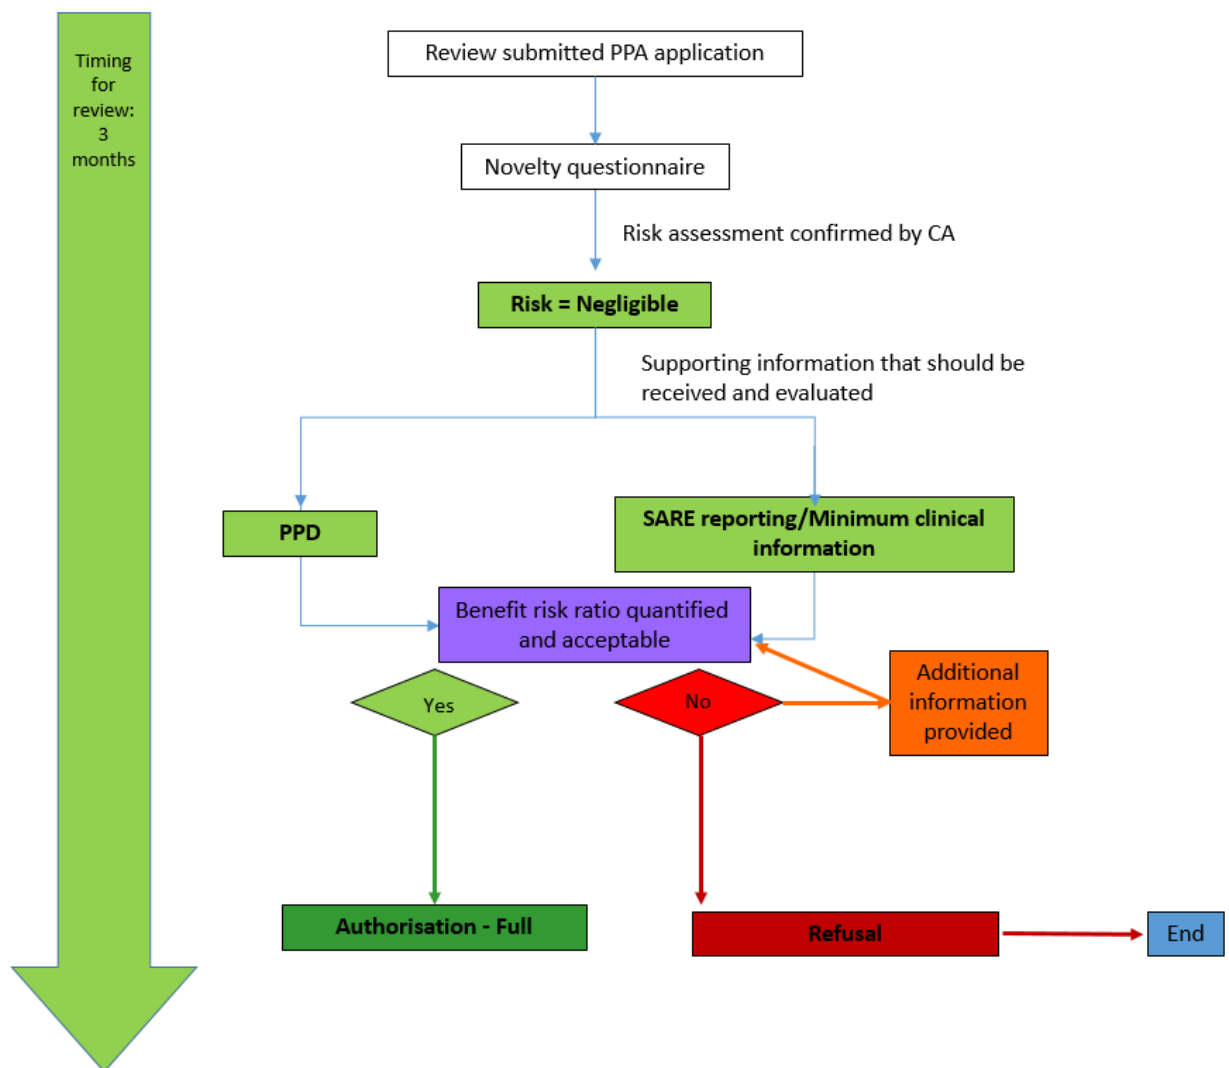 Timing
for
review:
3
months
Review submitted PPA application
Novelty questionnaire
Risk assessment confirmed by CA
Risk = Negligible
Supporting information that should be
received and evaluated
PPD
SARE reporting/Minimum clinical
information
Benefit risk ratio quantified
and acceptable
Additional
information
provided
Yes
No
Authorisation - Full
Refusal
End